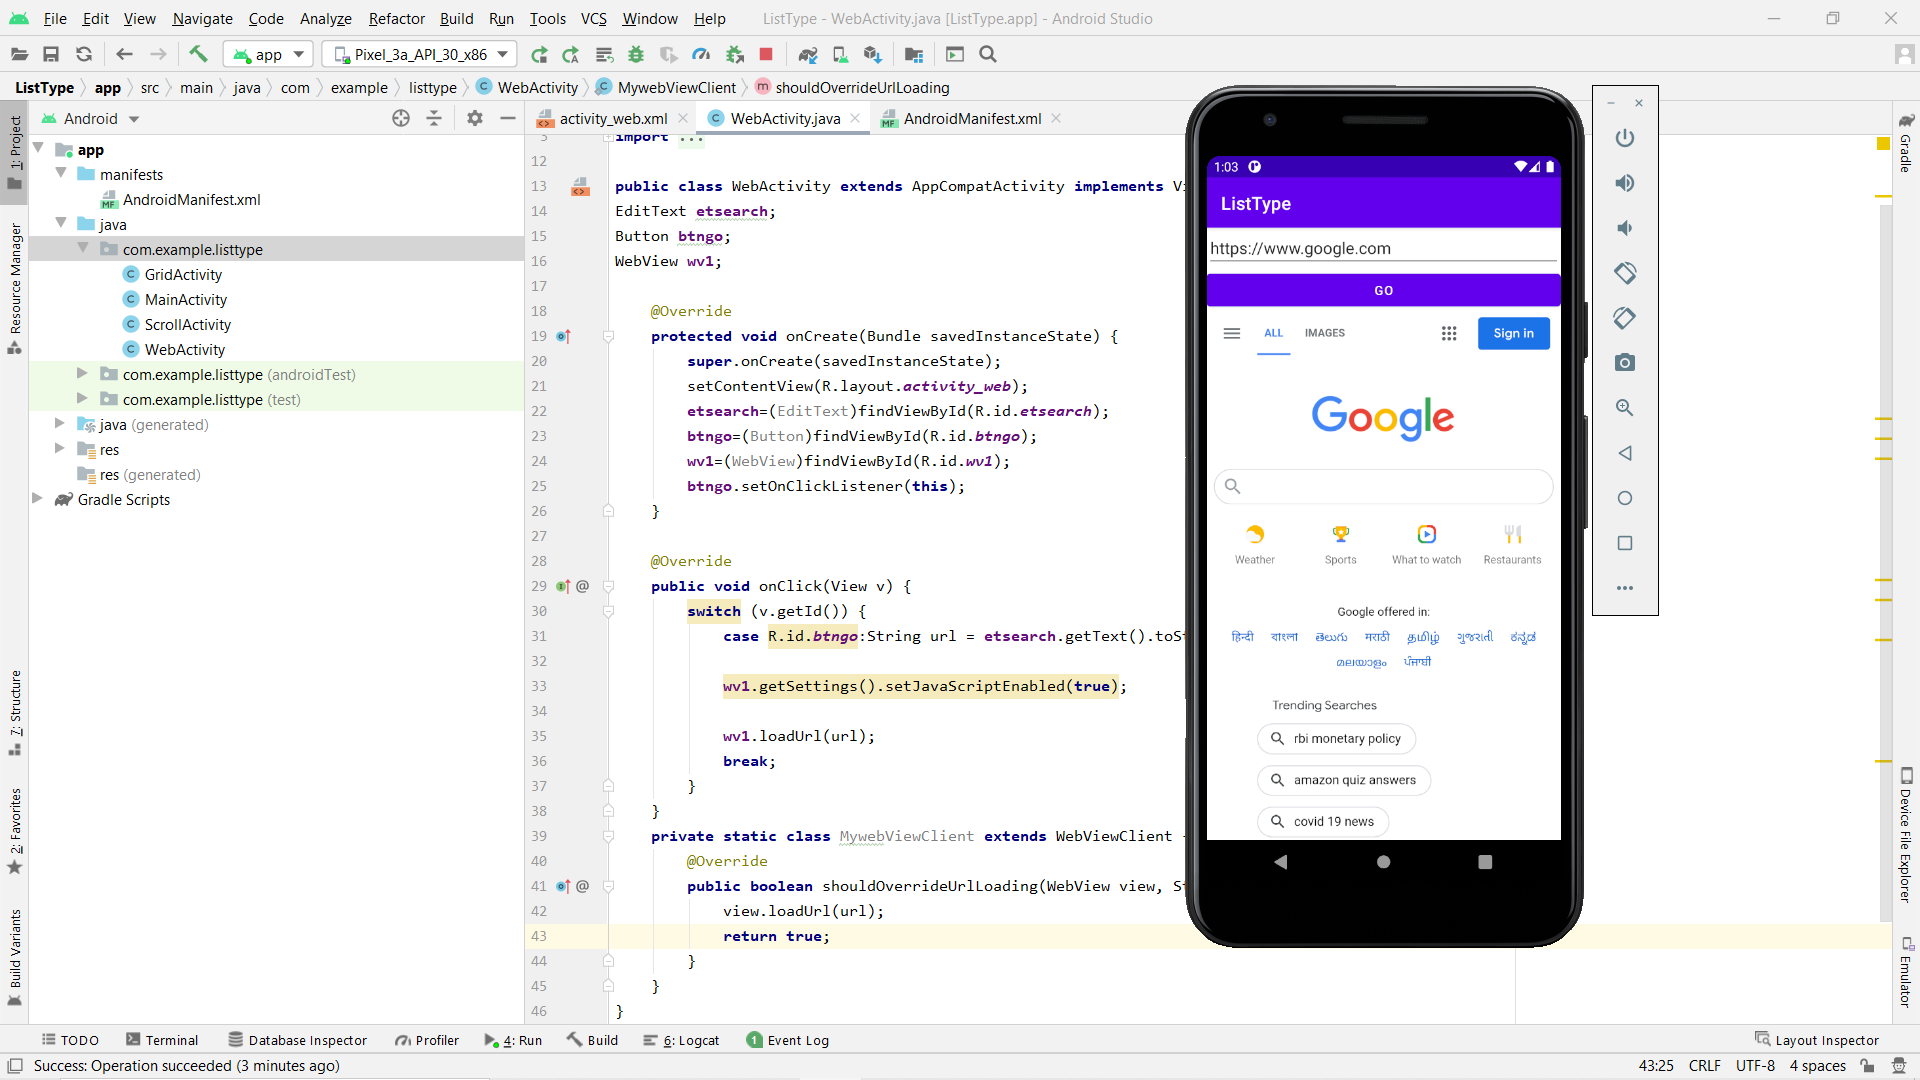 File Edit View Navigate Code Analyze Refactor Build Run Tools VCS Window Help ListType - WebActivity.java [ListType.app] - Android Studio
app Pixel_3a_API_30_x86
ListType app src main java com example listtype WebActivity MywebViewClient shouldOverrideUrlLoading
1: Project
Resource Manager
7: Structure
2: Favorites
Build Variants
Android
app
manifests
AndroidManifest.xml
java
com.example.listtype
GridActivity
MainActivity
ScrollActivity
WebActivity
com.example.listtype (androidTest)
com.example.listtype (test)
java (generated)
res
res (generated)
Gradle Scripts
activity_web.xml WebActivity.java AndroidManifest.xml
3 import ...
12
13 public class WebActivity extends AppCompatActivity implements Vi
14 EditText etsearch;
15 Button btngo;
16 WebView wv1;
17
18 @Override
19 protected void onCreate(Bundle savedInstanceState) {
20 super.onCreate(savedInstanceState);
21 setContentView(R.layout.activity_web);
22 etsearch=(EditText)findViewById(R.id.etsearch);
23 btngo=(Button)findViewById(R.id.btngo);
24 wv1=(WebView)findViewById(R.id.wv1);
25 btngo.setOnClickListener(this);
26 }
27
28 @Override
29 public void onClick(View v) {
30 switch (v.getId()) {
31 case R.id.btngo:String url = etsearch.getText().toSt
32
33 wv1.getSettings().setJavaScriptEnabled(true);
34
35 wv1.loadUrl(url);
36 break;
37 }
38 }
39 private static class MywebViewClient extends WebViewClient
40 @Override
41 public boolean shouldOverrideUrlLoading(WebView view, St
42 view.loadUrl(url);
43 return true;
44 }
45 }
46 }
1:03
ListType
https://www.google.com
GO
ALL IMAGES Sign in
Google
Weather Sports What to watch Restaurants
Google offered in:
हिन्दी বাংলা తెలుగు मराठी தமிழ் ગુજરાતી ಕನ್ನಡ
മലയാളം ਪੰਜਾਬੀ
Trending Searches
rbi monetary policy
amazon quiz answers
covid 19 news
Gradle
Device File Explorer
Emulator
TODO Terminal Database Inspector Profiler 4: Run Build 6: Logcat 1 Event Log Layout Inspector
Success: Operation succeeded (3 minutes ago) 43:25 CRLF UTF-8 4 spaces